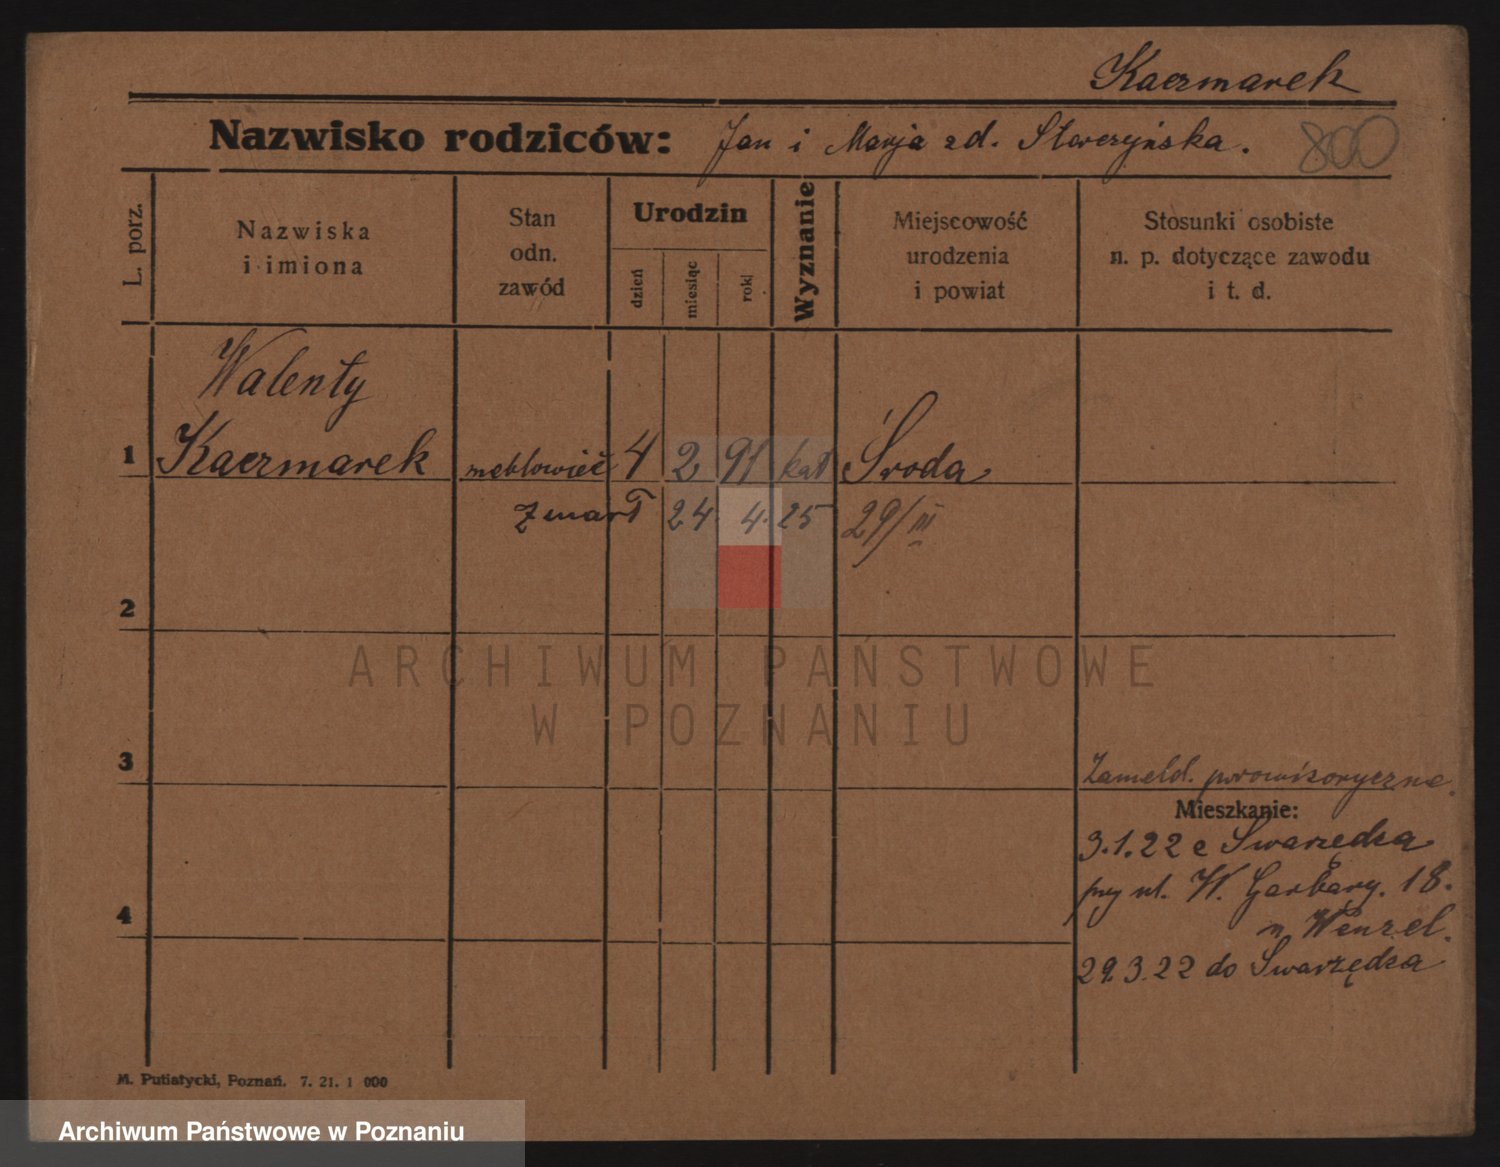 Kaczmarek
Nazwisko rodziców: Jan i Marja zd. 800
L. porz.
Nazwiska
i imiona
Stan
odn.
zawód
Urodzin
dzień
miesiąc
rok
Wyznanie
Miejscowość
urodzenia
i powiat
Stosunki osobiste
n. p. dotyczące zawodu
i t. d.
Walenty
1 Kaczmarek 4 2 91 kat Środa
Zmarł 24. 4. 25 29/III
2
3
Zameld. prowizoryczne.
Mieszkanie:
3.1.22 z Swarzędza
przy ul. W. Garbary. 18.
Wenzel.
4
29.3.22 do Swarzędza
M. Putiatycki, Poznań. 7. 21. 1 000
ARCHIWUM PAŃSTWOWE
W POZNANIU
Archiwum Państwowe w Poznaniu